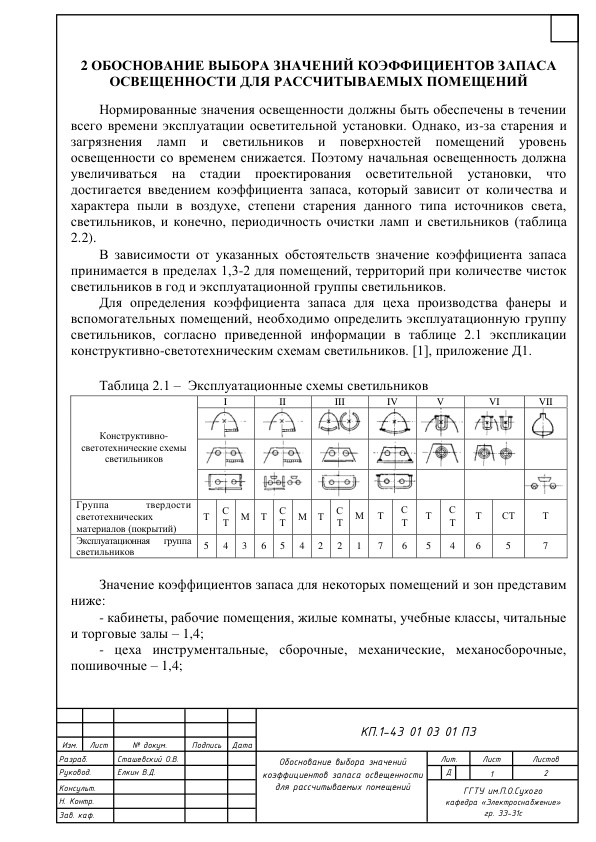 2 ОБОСНОВАНИЕ ВЫБОРА ЗНАЧЕНИЙ КОЭФФИЦИЕНТОВ ЗАПАСА
ОСВЕЩЕННОСТИ ДЛЯ РАССЧИТЫВАЕМЫХ ПОМЕЩЕНИЙ
Нормированные значения освещенности должны быть обеспечены в течении
всего времени эксплуатации осветительной установки. Однако, из-за старения и
загрязнения ламп и светильников и поверхностей помещений уровень
освещенности со временем снижается. Поэтому начальная освещенность должна
увеличиваться на стадии проектирования осветительной установки, что
достигается введением коэффициента запаса, который зависит от количества и
характера пыли в воздухе, степени старения данного типа источников света,
светильников, и конечно, периодичность очистки ламп и светильников (таблица
2.2).
В зависимости от указанных обстоятельств значение коэффициента запаса
принимается в пределах 1,3-2 для помещений, территорий при количестве чисток
светильников в год и эксплуатационной группы светильников.
Для определения коэффициента запаса для цеха производства фанеры и
вспомогательных помещений, необходимо определить эксплуатационную группу
светильников, согласно приведенной информации в таблице 2.1 экспликации
конструктивно-светотехническим схемам светильников. [1], приложение Д1.
Таблица 2.1 – Эксплуатационные схемы светильников
I II III IV V VI VII
Конструктивно-
светотехнические схемы
светильников
Группа твердости
светотехнических
материалов (покрытий)
Т СТ М Т СТ М Т СТ М Т СТ Т СТ Т СТ Т
Эксплуатационная группа
светильников
5 4 3 6 5 4 2 2 1 7 6 5 4 6 5 7
Значение коэффициентов запаса для некоторых помещений и зон представим
ниже:
- кабинеты, рабочие помещения, жилые комнаты, учебные классы, читальные
и торговые залы – 1,4;
- цеха инструментальные, сборочные, механические, механосборочные,
пошивочные – 1,4;
КП.1-43 01 03 01 ПЗ
Изм. Лист № докум. Подпись Дата
Разраб. Сташевский О.В.
Руковод. Елкин В.Д.
Консульт.
Н. Контр.
Зав. каф.
Обоснование выбора значений
коэффициентов запаса освещенности
для рассчитываемых помещений
Лит. Лист Листов
Д 1 2
ГГТУ им.П.О.Сухого
кафедра «Электроснабжение»
гр. ЗЭ-31с